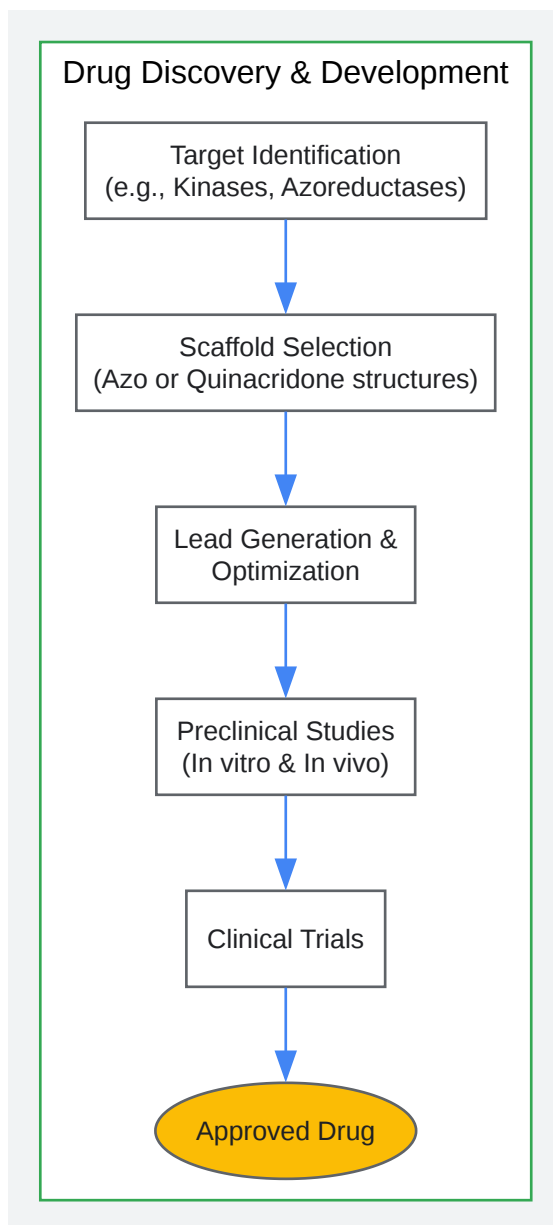 Drug Discovery & Development
Target Identification
(e.g., Kinases, Azoreductases)
Scaffold Selection
(Azo or Quinacridone structures)
Lead Generation &
Optimization
Preclinical Studies
(In vitro & In vivo)
Clinical Trials
Approved Drug